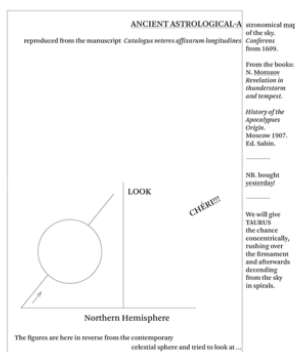 ANCIENT ASTROLOGICAL-A
reproduced from the manuscript Catalogus veteres affixarum longitudines
stronomical map
of the sky.
Conferens
from 1609.
From the books:
N. Morozov
Revelation in
thunderstorm
and tempest.
History of the
Apocalypses
Origin.
Moscow 1907.
Ed. Sabin.
NB. bought
yesterday!
We will give
TAURUS
the chance
concentrically,
rushing over
the firmament
and afterwards
decending
from the sky
in spirals.
LOOK
CHÉRI!!!
Northern Hemisphere
The figures are here in reverse from the contemporary
celestial sphere and tried to look at ...